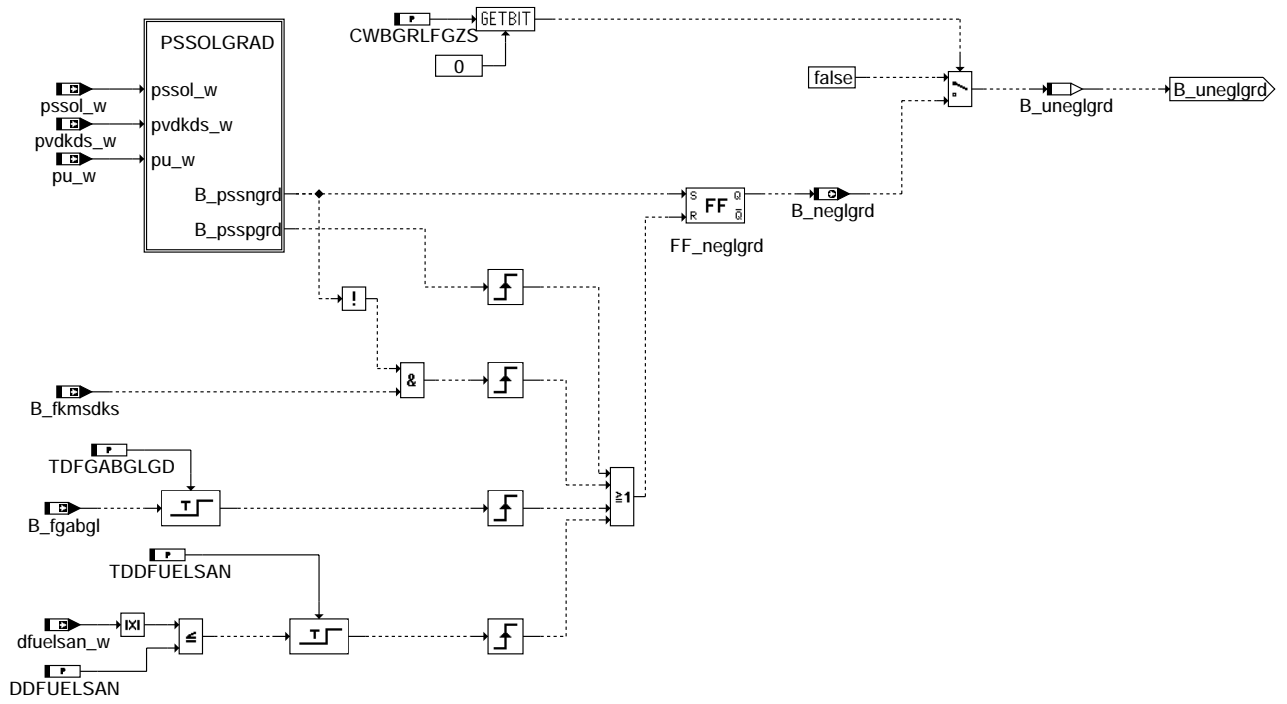 P
GETBIT
CWBGRLFGZS
0
PSSOLGRAD
false
pssol_w
pssol_w
B_uneglgrd
B_uneglgrd
pvdkds_w
pvdkds_w
pu_w
pu_w
B_pssngrd
S Q
FF
R Q
B_neglgrd
B_psspgrd
FF_neglgrd
!
&
B_fkmsdks
P
TDFGABGLGD
T
≥1
B_fgabgl
P
TDDFUELSAN
dfuelsan_w
|X|
≤
T
P
DDFUELSAN